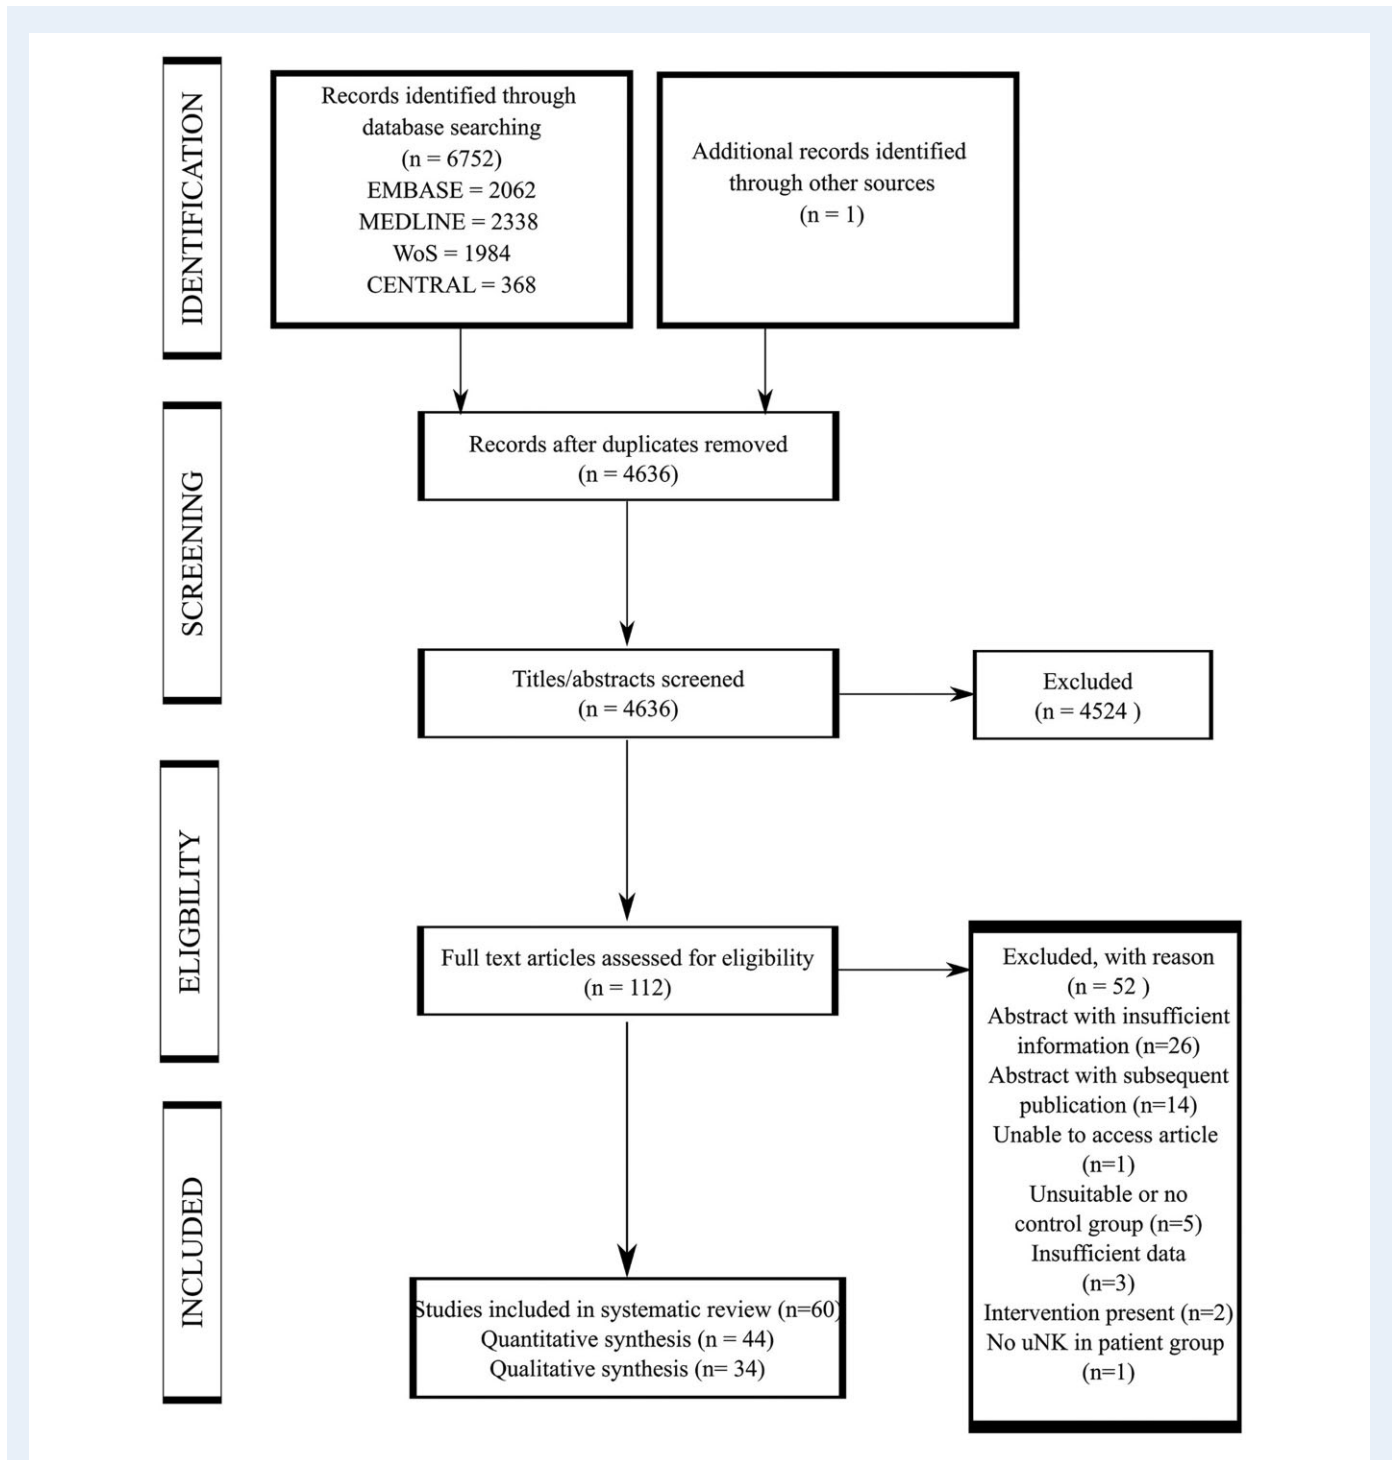 IDENTIFICATION
Records identified through
database searching
(n = 6752)
EMBASE = 2062
MEDLINE = 2338
WoS = 1984
CENTRAL = 368
Additional records identified
through other sources
(n = 1)
SCREENING
Records after duplicates removed
(n = 4636)
Titles/abstracts screened
(n = 4636)
Excluded
(n = 4524 )
ELIGBILITY
Full text articles assessed for eligibility
(n = 112)
Excluded, with reason
(n = 52 )
Abstract with insufficient
information (n=26)
Abstract with subsequent
publication (n=14)
Unable to access article
(n=1)
Unsuitable or no
control group (n=5)
Insufficient data
(n=3)
Intervention present (n=2)
No uNK in patient group
(n=1)
INCLUDED
Studies included in systematic review (n=60)
Quantitative synthesis (n = 44)
Qualitative synthesis (n= 34)